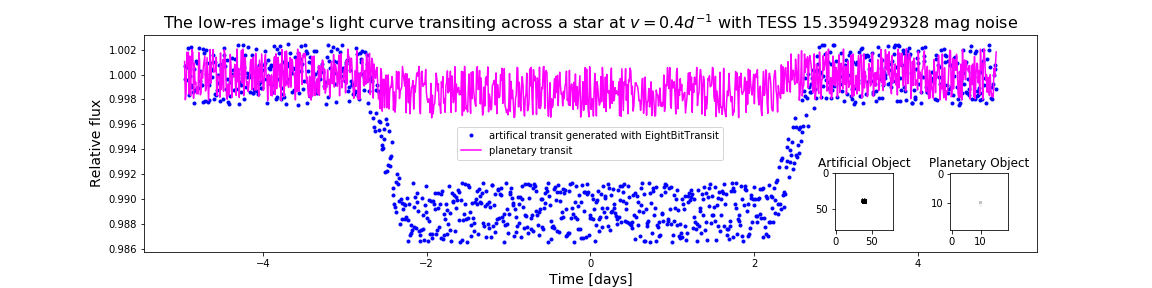 The low-res image's light curve transiting across a star at v = 0.4d⁻¹ with TESS 15.3594929328 mag noise
1.002
1.000
0.998
0.996
0.994
0.992
0.990
0.988
0.986
Relative flux
artifical transit generated with EightBitTransit
planetary transit
Artificial Object
0
50
0 50
Planetary Object
0
10
0 10
−4 −2 0 2 4
Time [days]